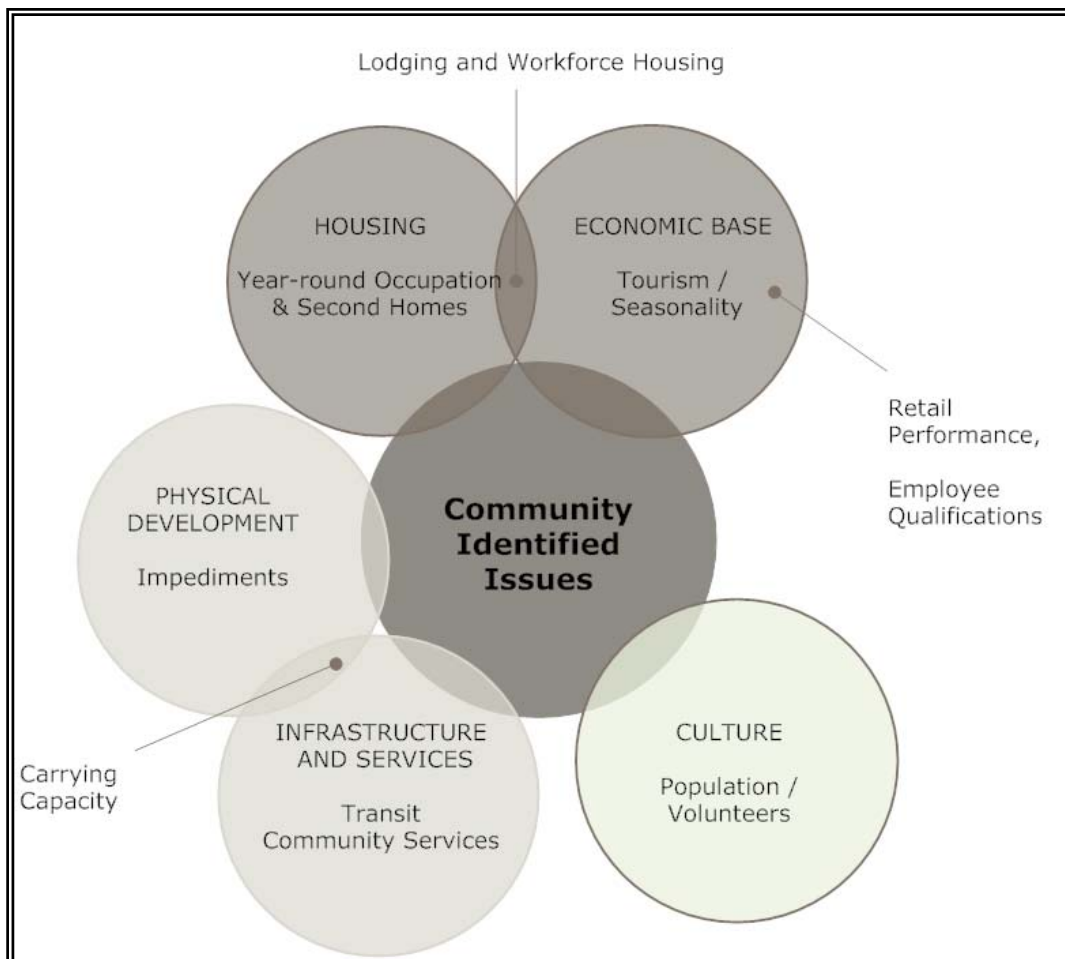 Lodging and Workforce Housing
HOUSING
Year-round Occupation
& Second Homes
ECONOMIC BASE
Tourism /
Seasonality
Retail
Performance,
Employee
Qualifications
Community
Identified
Issues
PHYSICAL
DEVELOPMENT
Impediments
INFRASTRUCTURE
AND SERVICES
Transit
Community Services
Carrying
Capacity
CULTURE
Population /
Volunteers